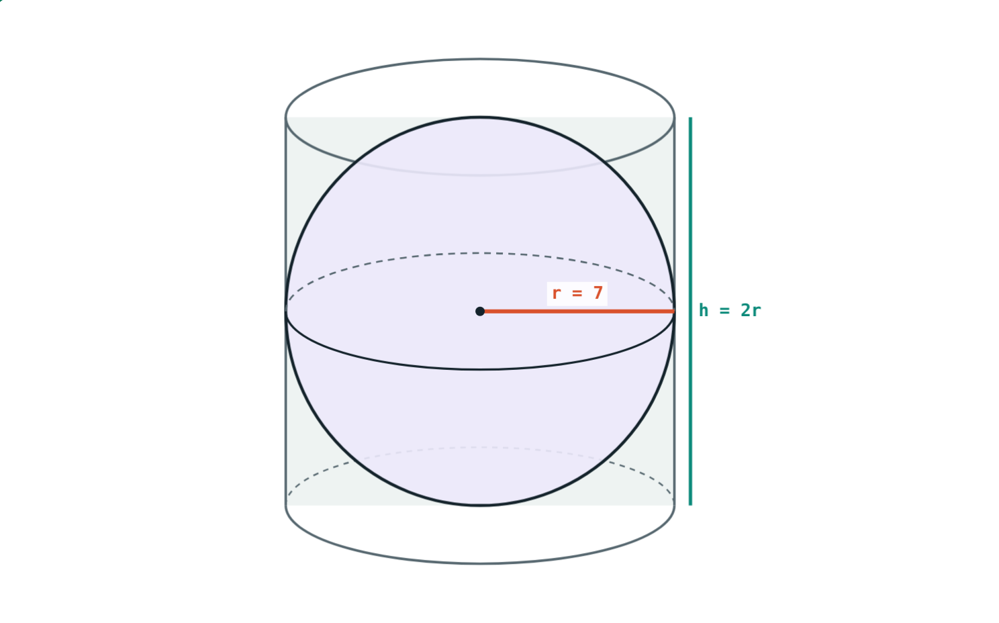 r = 7
h = 2r